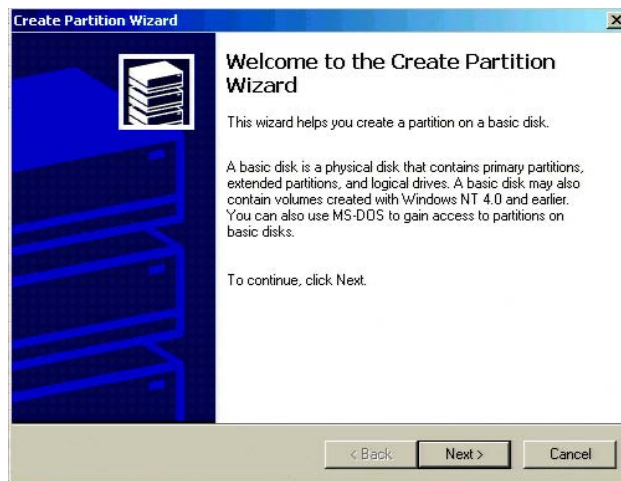 Create Partition Wizard
Welcome to the Create Partition
Wizard
This wizard helps you create a partition on a basic disk.
A basic disk is a physical disk that contains primary partitions,
extended partitions, and logical drives. A basic disk may also
contain volumes created with Windows NT 4.0 and earlier.
You can also use MS-DOS to gain access to partitions on
basic disks.
To continue, click Next.
< Back
Next >
Cancel